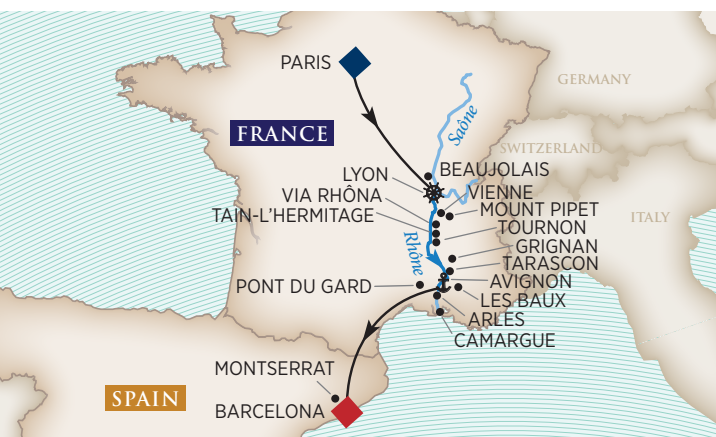 PARIS
GERMANY
Saône
FRANCE
SWITZERLAND
BEAUJOLAIS
LYON
VIENNE
VIA RHÔNA
MOUNT PIPET
TAIN-L'HERMITAGE
ITALY
TOURNON
Rhône
GRIGNAN
TARASCON
AVIGNON
PONT DU GARD
LES BAUX
ARLES
CAMARGUE
MONTSERRAT
SPAIN
BARCELONA